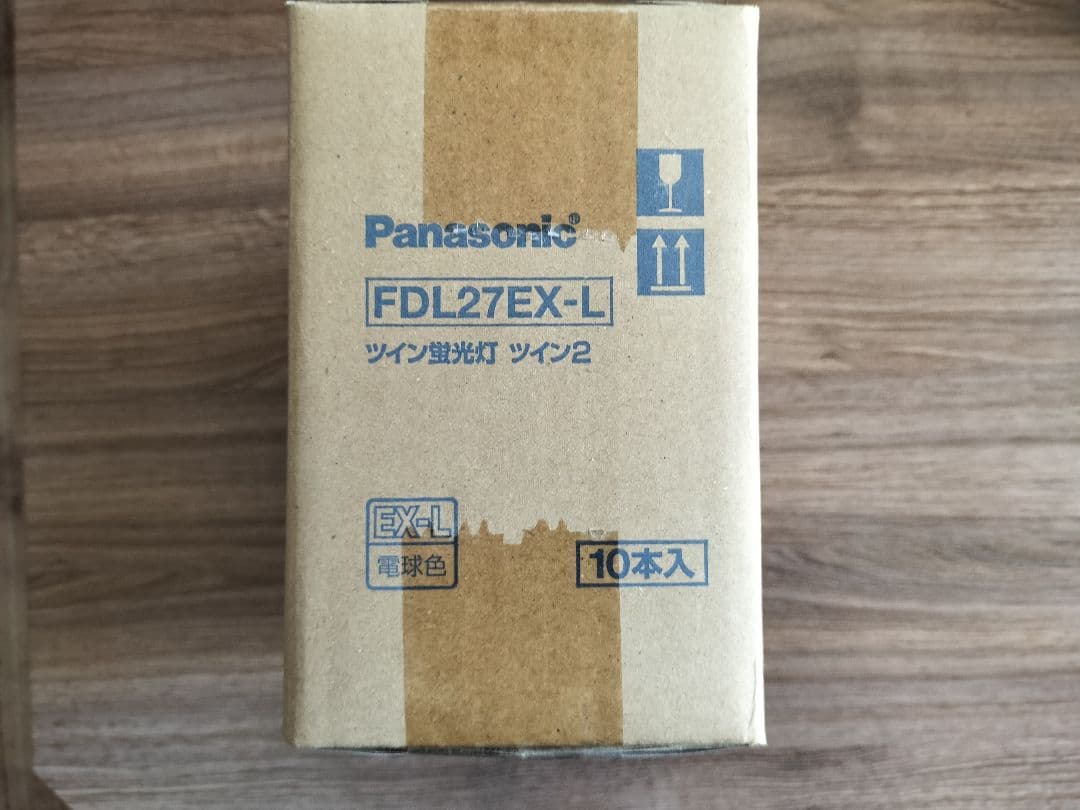 Panasonic®
FDL27EX-L
ツイン蛍光灯 ツイン2
EX-L
電球色
10本入